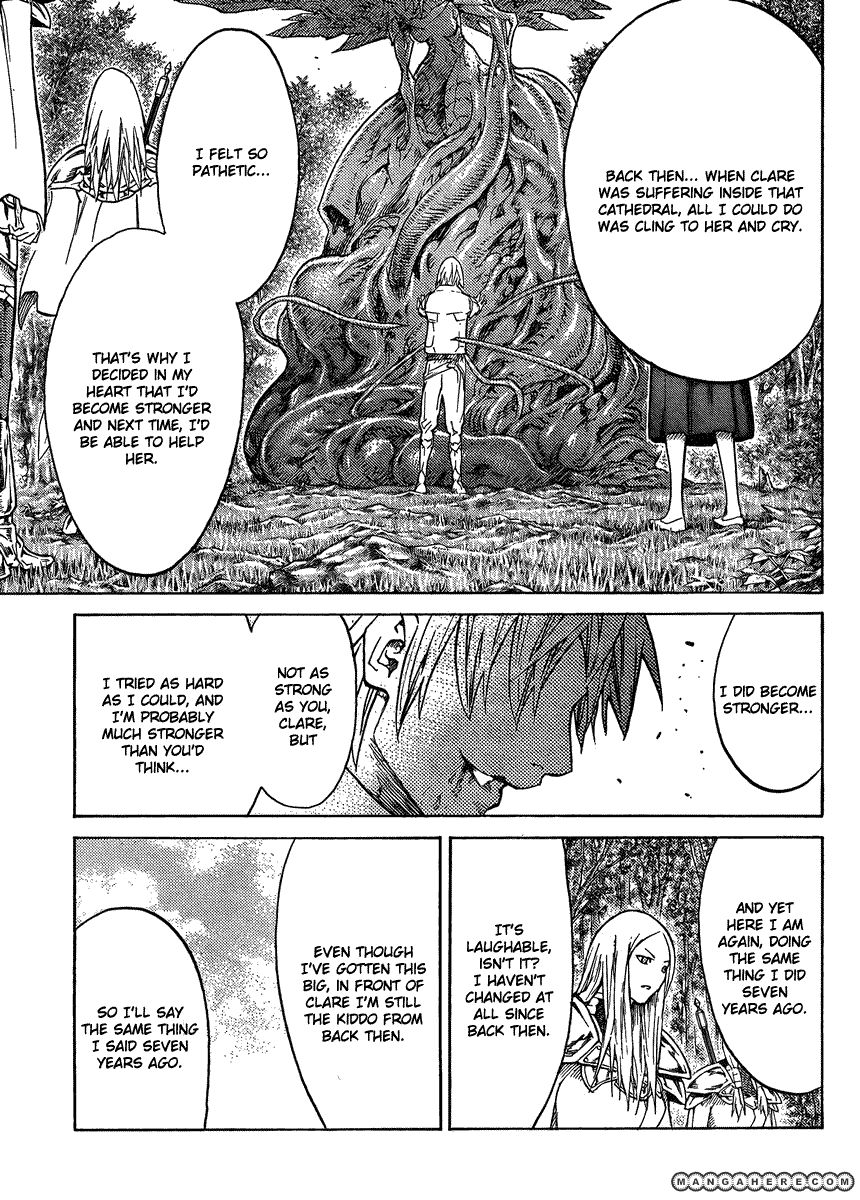 BACK THEN... WHEN CLARE
WAS SUFFERING INSIDE THAT
CATHEDRAL, ALL I COULD DO
WAS CLING TO HER AND CRY.
I FELT SO
PATHETIC...
THAT'S WHY I
DECIDED IN MY
HEART THAT I'D
BECOME STRONGER
AND NEXT TIME, I'D
BE ABLE TO HELP
HER.
I DID BECOME
STRONGER...
NOT AS
STRONG
AS YOU,
CLARE,
BUT
I TRIED AS HARD
AS I COULD, AND
I'M PROBABLY
MUCH STRONGER
THAN YOU'D
THINK...
AND YET
HERE I AM
AGAIN, DOING
THE SAME
THING I DID
SEVEN
YEARS AGO.
IT'S
LAUGHABLE,
ISN'T IT?
I HAVEN'T
CHANGED AT
ALL SINCE
BACK THEN.
EVEN THOUGH
I'VE GOTTEN THIS
BIG, IN FRONT OF
CLARE I'M STILL
THE KIDDO FROM
BACK THEN.
SO I'LL SAY
THE SAME THING
I SAID SEVEN
YEARS AGO.
MANGAHERE.COM